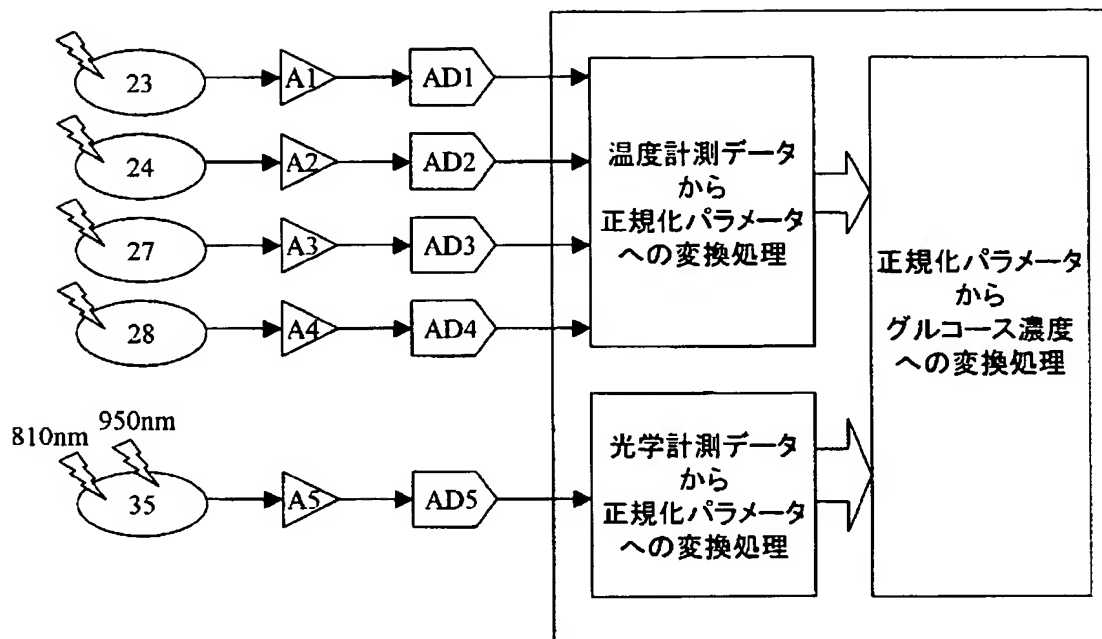 23
A1
AD1
24
A2
AD2
27
A3
AD3
28
A4
AD4
温度計測データ
から
正規化パラメータ
への変換処理
正規化パラメータ
から
グルコース濃度
への変換処理
810nm
950nm
35
A5
AD5
光学計測データ
から
正規化パラメータ
への変換処理